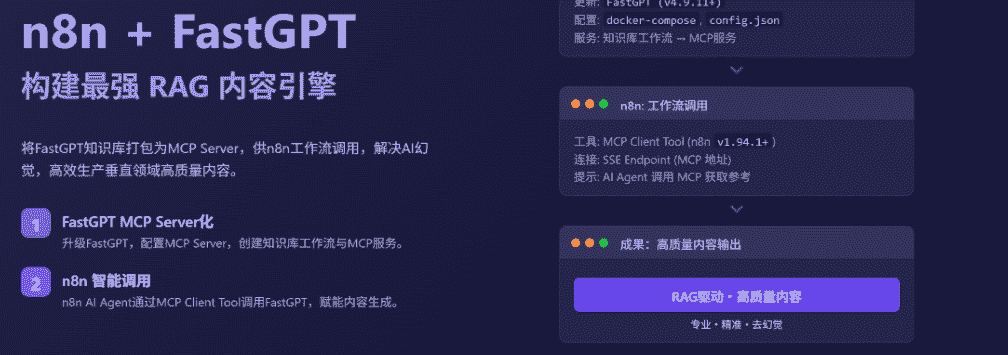 n8n + FastGPT
构建最强 RAG 内容引擎
将FastGPT知识库打包为MCP Server，供n8n工作流调用，解决AI幻
觉，高效生产垂直领域高质量内容。
1
FastGPT MCP Server化
升级FastGPT，配置MCP Server，创建知识库工作流与MCP服务。
2
n8n 智能调用
n8n AI Agent通过MCP Client Tool调用FastGPT，赋能内容生成。
更新: FastGPT (v4.9.11+)
配置: docker-compose, config.json
服务: 知识库工作流 → MCP服务
n8n: 工作流调用
工具: MCP Client Tool (n8n v1.94.1+ )
连接: SSE Endpoint (MCP 地址)
提示: AI Agent 调用 MCP 获取参考
成果：高质量内容输出
RAG驱动 · 高质量内容
专业 · 精准 · 去幻觉